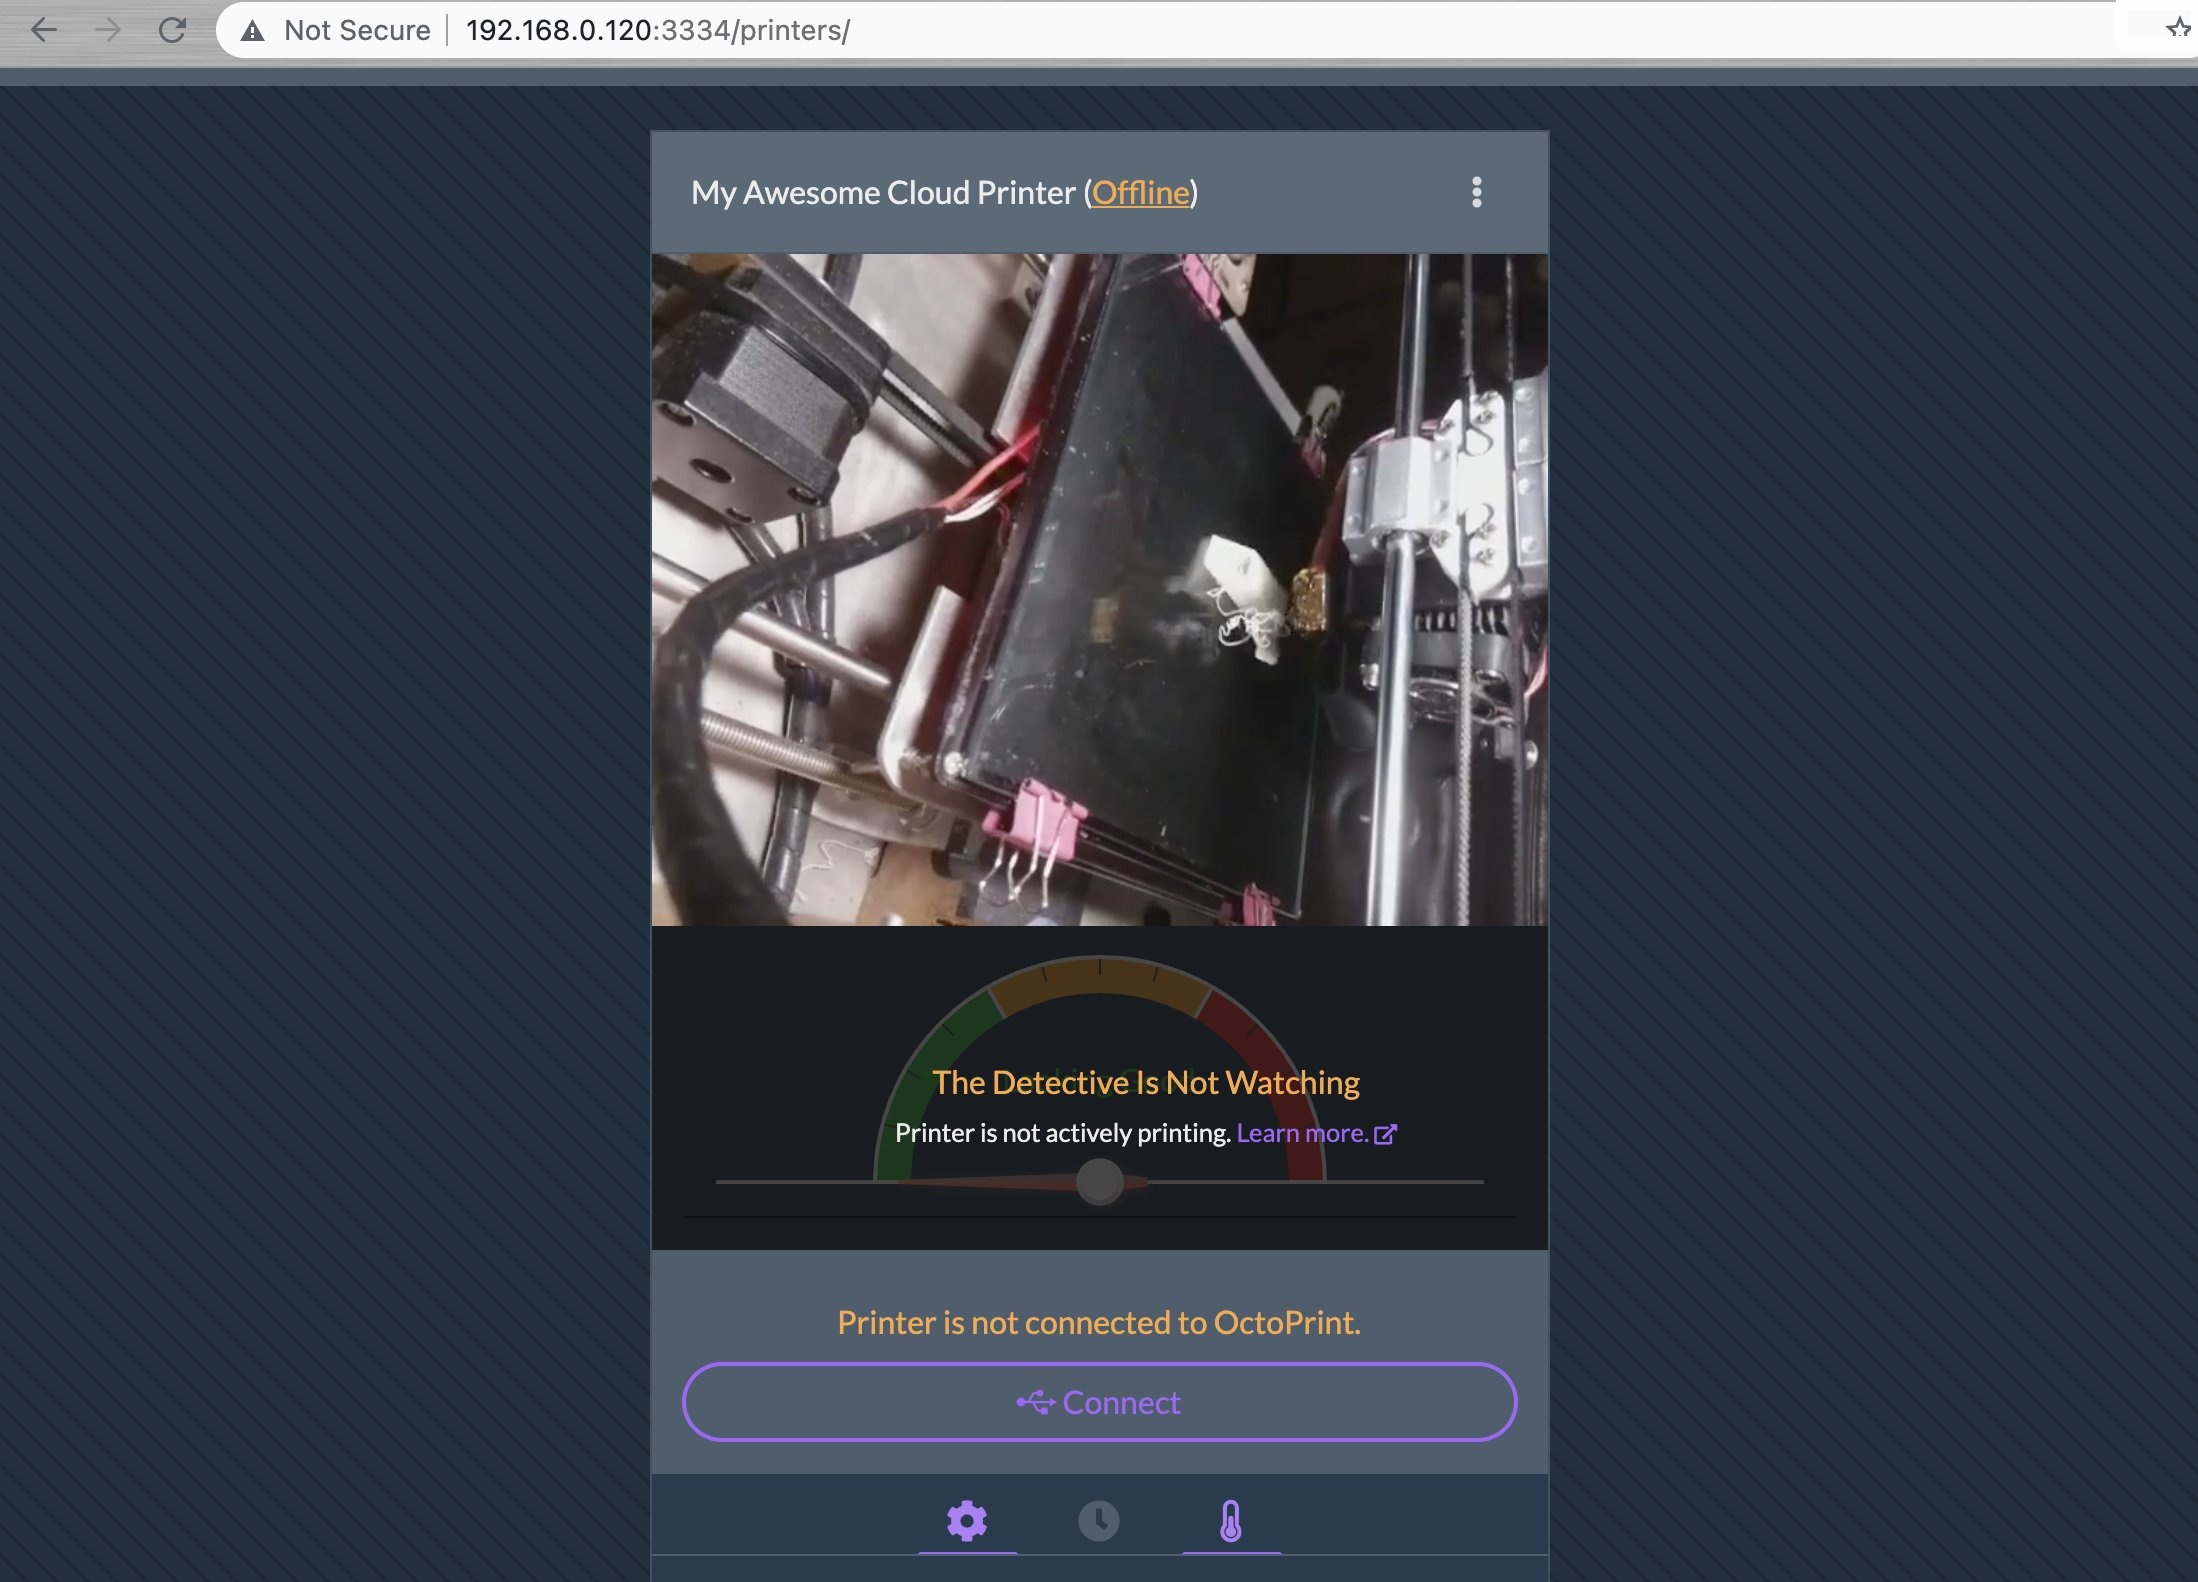 Not Secure 192.168.0.120:3334/printers/
My Awesome Cloud Printer (Offline)
The Detective Is Not Watching
Printer is not actively printing. Learn more.
Printer is not connected to OctoPrint.
Connect